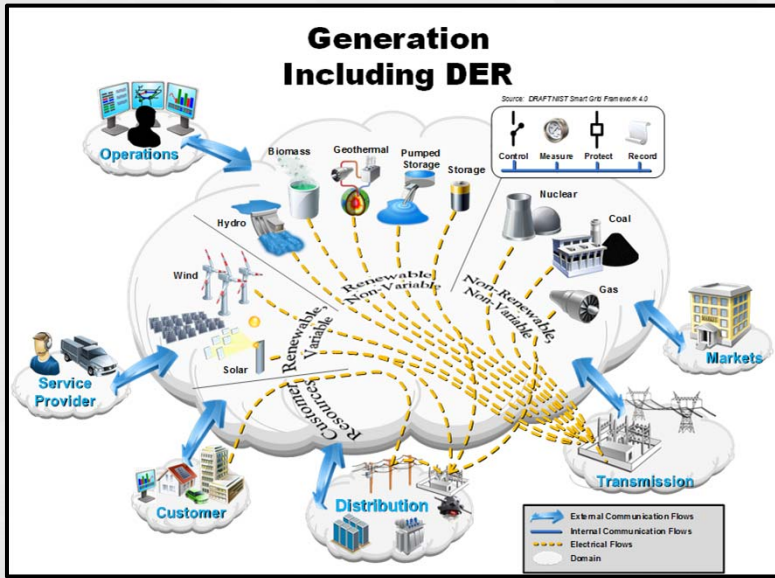 Generation
Including DER
Source: DRAFT NIST Smart Grid Framework 4.0
Control Measure Protect Record
Operations
Biomass
Geothermal
Pumped
Storage
Storage
Nuclear
Coal
Hydro
Wind
Gas
Renewable,
Non-Variable
Non-Renewable,
Non-Variable
Renewable,
Variable
Solar
Customer
Resources
Markets
Service
Provider
Customer
Distribution
Transmission
External Communication Flows
Internal Communication Flows
Electrical Flows
Domain